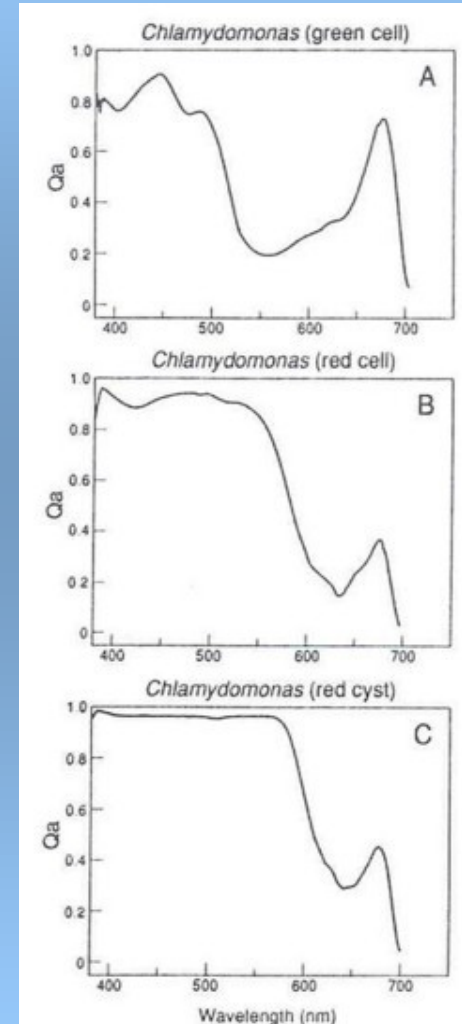 Chlamydomonas (green cell)
A
1.0
0.8
0.6
0.4
0.2
0
Qa
400 500 600 700
Chlamydomonas (red cell)
B
1.0
0.8
0.6
0.4
0.2
0
Qa
400 500 600 700
Chlamydomonas (red cyst)
C
1.0
0.8
0.6
0.4
0.2
0
Qa
400 500 600 700
Wavelength (nm)